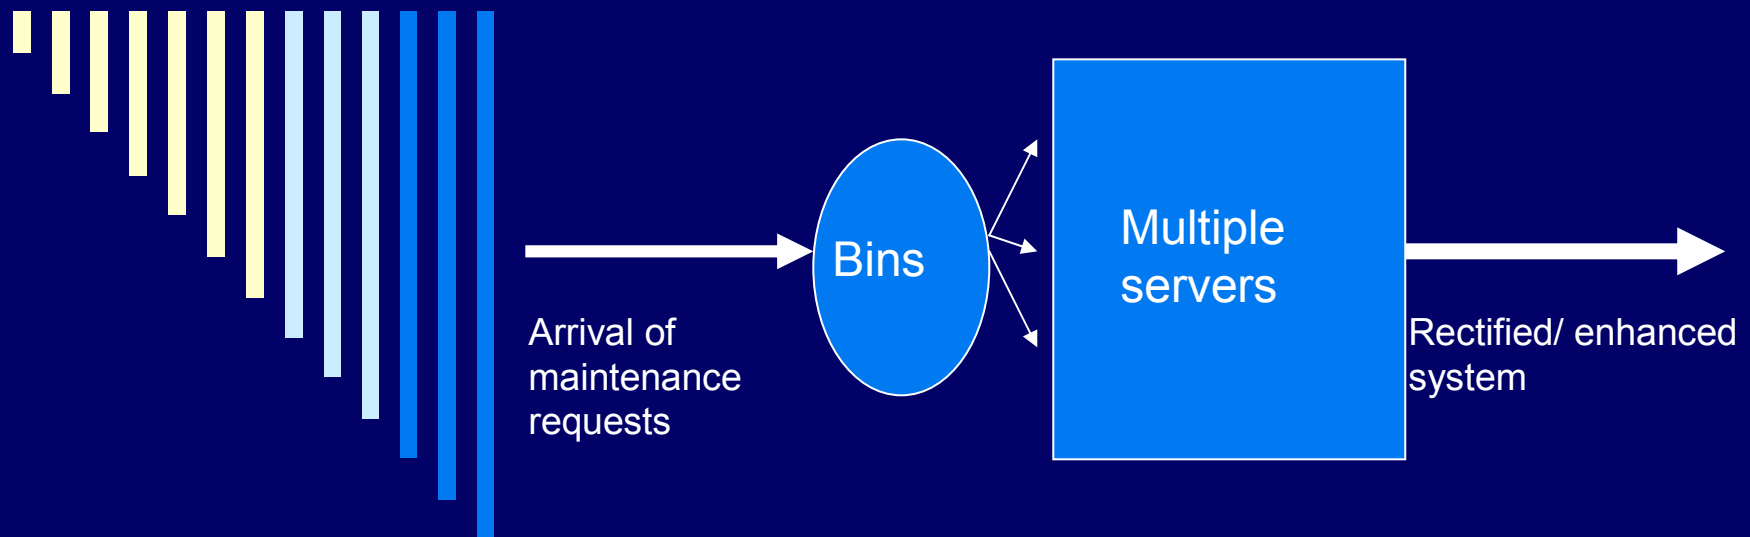 Arrival of
maintenance
requests
Bins
Multiple
servers
Rectified/ enhanced
system